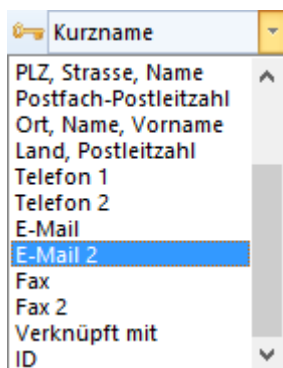 Kurzname
PLZ, Strasse, Name
Postfach-Postleitzahl
Ort, Name, Vorname
Land, Postleitzahl
Telefon 1
Telefon 2
E-Mail
E-Mail 2
Fax
Fax 2
Verknüpft mit
ID